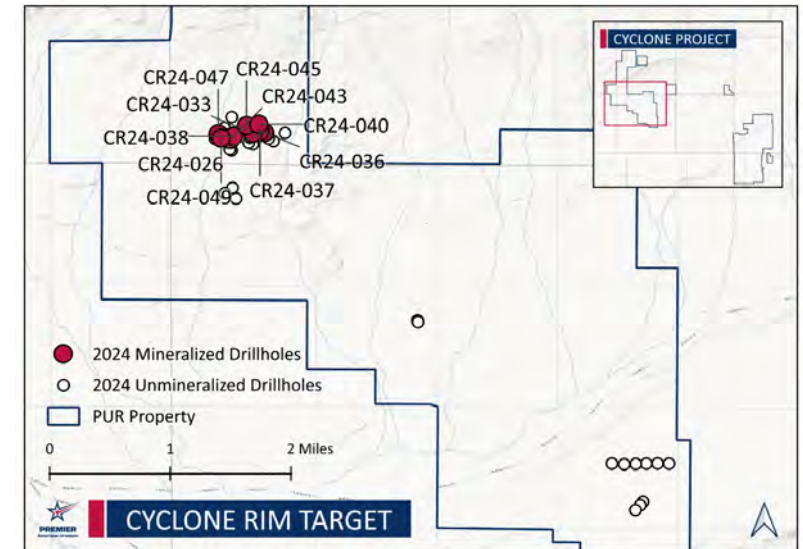 CYCLONE PROJECT
CR24-047
CR24-045
CR24-033
CR24-043
CR24-038
CR24-040
CR24-026
CR24-036
CR24-049
CR24-037
2024 Mineralized Drillholes
2024 Unmineralized Drillholes
PUR Property
0 1 2 Miles
PREMIER
CYCLONE RIM TARGET